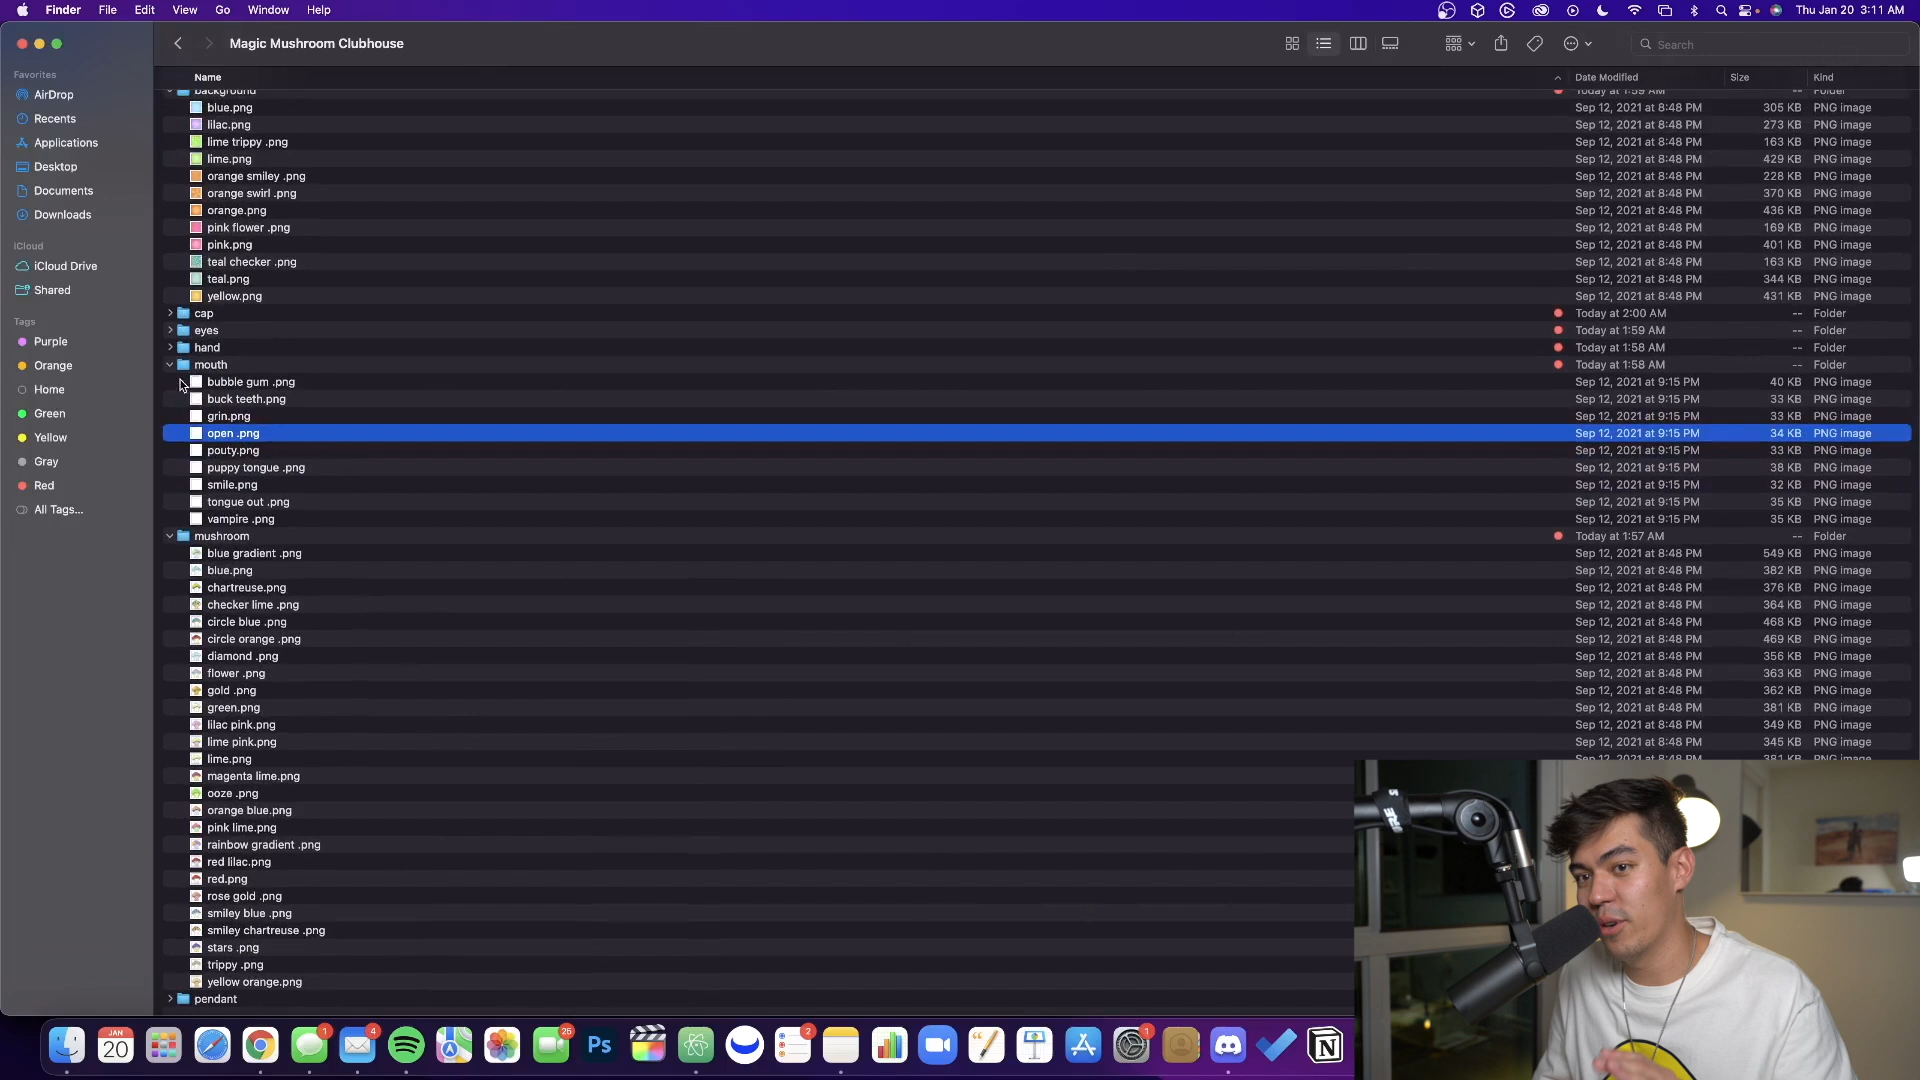 Finder File Edit View Go Window Help Thu Jan 20 3:11 AM
Magic Mushroom Clubhouse Search
Favorites
AirDrop
Recents
Applications
Desktop
Documents
Downloads
iCloud
iCloud Drive
Shared
Tags
Purple
Orange
Home
Green
Yellow
Gray
Red
All Tags...
Name Date Modified Size Kind
background Today at 1:59 AM -- Folder
blue.png Sep 12, 2021 at 8:48 PM 305 KB PNG image
lilac.png Sep 12, 2021 at 8:48 PM 273 KB PNG image
lime trippy .png Sep 12, 2021 at 8:48 PM 163 KB PNG image
lime.png Sep 12, 2021 at 8:48 PM 429 KB PNG image
orange smiley .png Sep 12, 2021 at 8:48 PM 228 KB PNG image
orange swirl .png Sep 12, 2021 at 8:48 PM 370 KB PNG image
orange.png Sep 12, 2021 at 8:48 PM 436 KB PNG image
pink flower .png Sep 12, 2021 at 8:48 PM 169 KB PNG image
pink.png Sep 12, 2021 at 8:48 PM 401 KB PNG image
teal checker .png Sep 12, 2021 at 8:48 PM 163 KB PNG image
teal.png Sep 12, 2021 at 8:48 PM 344 KB PNG image
yellow.png Sep 12, 2021 at 8:48 PM 431 KB PNG image
cap Today at 2:00 AM -- Folder
eyes Today at 1:59 AM -- Folder
hand Today at 1:58 AM -- Folder
mouth Today at 1:58 AM -- Folder
bubble gum .png Sep 12, 2021 at 9:15 PM 40 KB PNG image
buck teeth.png Sep 12, 2021 at 9:15 PM 33 KB PNG image
grin.png Sep 12, 2021 at 9:15 PM 33 KB PNG image
open .png Sep 12, 2021 at 9:15 PM 34 KB PNG image
pouty.png Sep 12, 2021 at 9:15 PM 33 KB PNG image
puppy tongue .png Sep 12, 2021 at 9:15 PM 38 KB PNG image
smile.png Sep 12, 2021 at 9:15 PM 32 KB PNG image
tongue out .png Sep 12, 2021 at 9:15 PM 35 KB PNG image
vampire .png Sep 12, 2021 at 9:15 PM 35 KB PNG image
mushroom Today at 1:57 AM -- Folder
blue gradient .png Sep 12, 2021 at 8:48 PM 549 KB PNG image
blue.png Sep 12, 2021 at 8:48 PM 382 KB PNG image
chartreuse.png Sep 12, 2021 at 8:48 PM 376 KB PNG image
checker lime .png Sep 12, 2021 at 8:48 PM 364 KB PNG image
circle blue .png Sep 12, 2021 at 8:48 PM 468 KB PNG image
circle orange .png Sep 12, 2021 at 8:48 PM 469 KB PNG image
diamond .png Sep 12, 2021 at 8:48 PM 356 KB PNG image
flower .png Sep 12, 2021 at 8:48 PM 363 KB PNG image
gold .png Sep 12, 2021 at 8:48 PM 362 KB PNG image
green.png Sep 12, 2021 at 8:48 PM 381 KB PNG image
lilac pink.png Sep 12, 2021 at 8:48 PM 349 KB PNG image
lime pink.png Sep 12, 2021 at 8:48 PM 345 KB PNG image
lime.png Sep 12, 2021 at 8:48 PM 381 KB PNG image
magenta lime.png
ooze .png
orange blue.png
pink lime.png
rainbow gradient .png
red lilac.png
red.png
rose gold .png
smiley blue .png
smiley chartreuse .png
stars .png
trippy .png
yellow orange.png
pendant
JAN
20
1
4
25
Ps
2
1